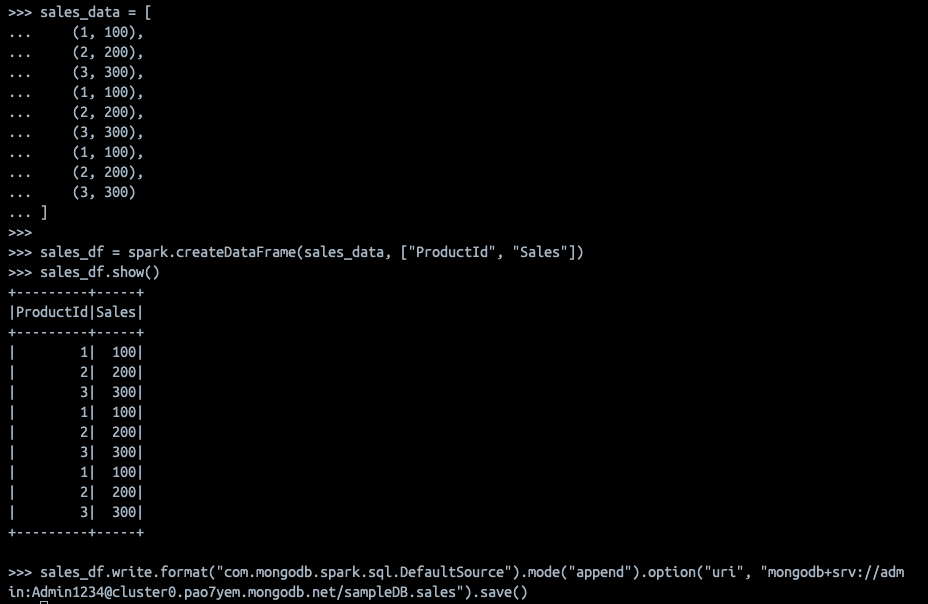 >>> sales_data = [
...     (1, 100),
...     (2, 200),
...     (3, 300),
...     (1, 100),
...     (2, 200),
...     (3, 300),
...     (1, 100),
...     (2, 200),
...     (3, 300)
... ]
>>>
>>> sales_df = spark.createDataFrame(sales_data, ["ProductId", "Sales"])
>>> sales_df.show()
+---------+-----+
|ProductId|Sales|
+---------+-----+
|        1|  100|
|        2|  200|
|        3|  300|
|        1|  100|
|        2|  200|
|        3|  300|
|        1|  100|
|        2|  200|
|        3|  300|
+---------+-----+

>>> sales_df.write.format("com.mongodb.spark.sql.DefaultSource").mode("append").option("uri", "mongodb+srv://adm
in:Admin1234@cluster0.pao7yem.mongodb.net/sampleDB.sales").save()